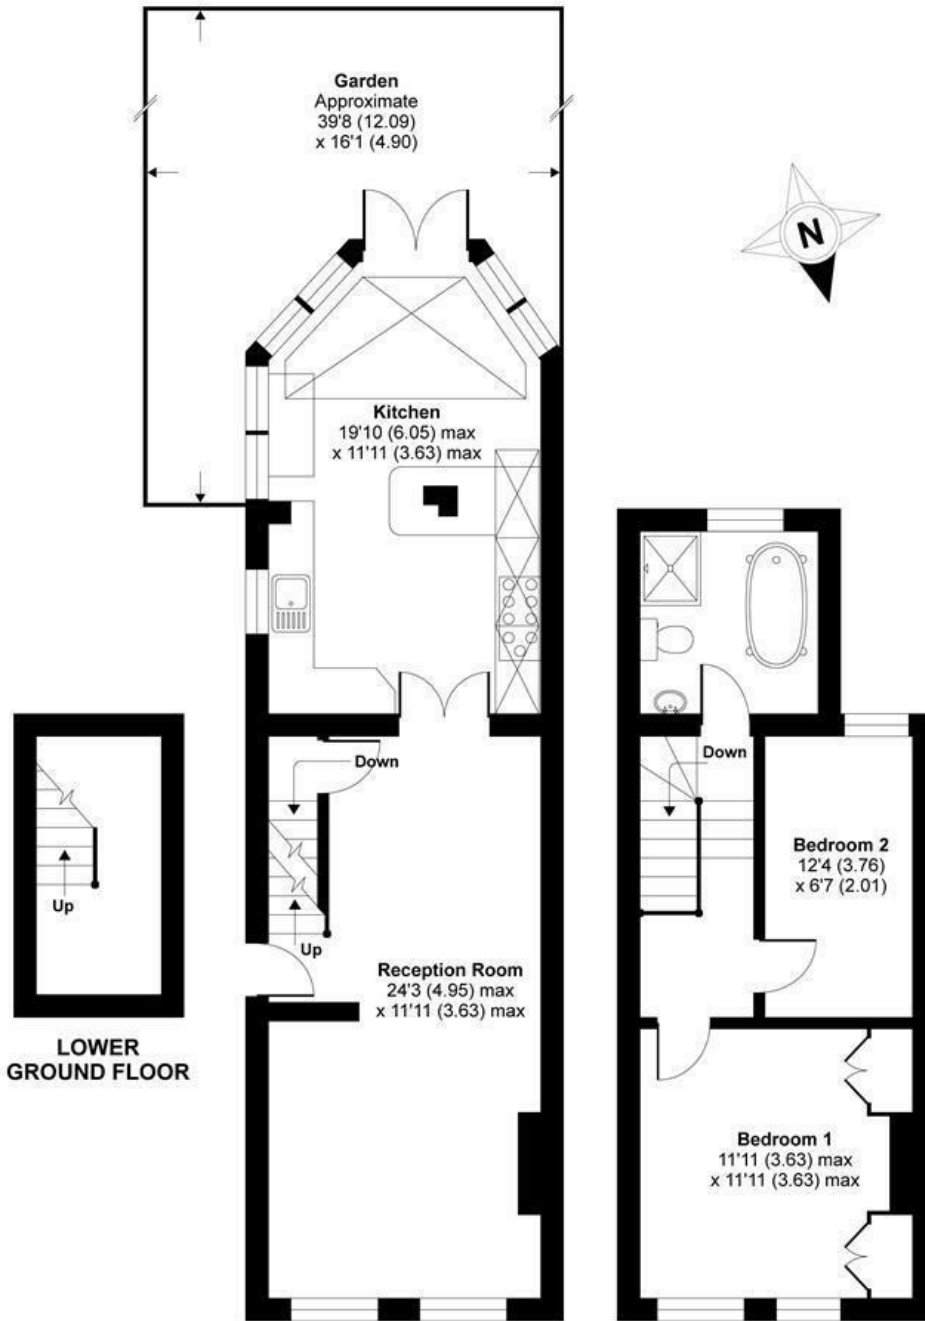 Garden
Approximate
39'8 (12.09)
x 16'1 (4.90)
N
Kitchen
19'10 (6.05) max
x 11'11 (3.63) max
Down
Up
Reception Room
24'3 (4.95) max
x 11'11 (3.63) max
Up
LOWER
GROUND FLOOR
Down
Bedroom 2
12'4 (3.76)
x 6'7 (2.01)
Bedroom 1
11'11 (3.63) max
x 11'11 (3.63) max